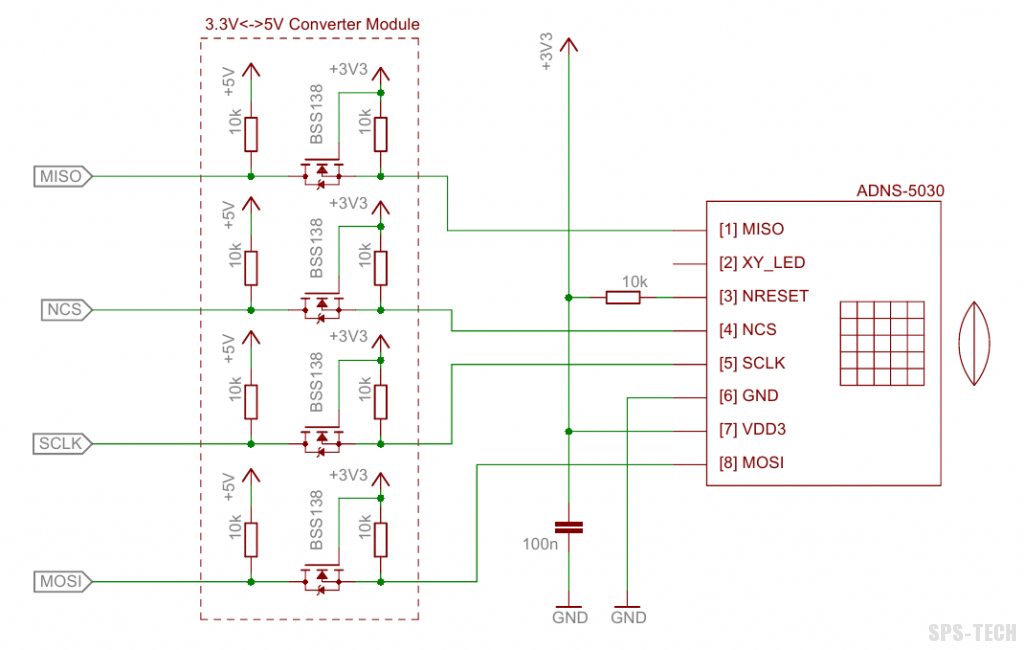 3.3V<->5V Converter Module
+5V
+3V3
BSS138
10k
10k
MISO
+5V
+3V3
BSS138
10k
10k
NCS
+5V
+3V3
BSS138
10k
10k
SCLK
+5V
+3V3
BSS138
10k
10k
MOSI
+3V3
10k
100n
GND
GND
ADNS-5030
[1] MISO
[2] XY_LED
[3] NRESET
[4] NCS
[5] SCLK
[6] GND
[7] VDD3
[8] MOSI
SPS-TECH